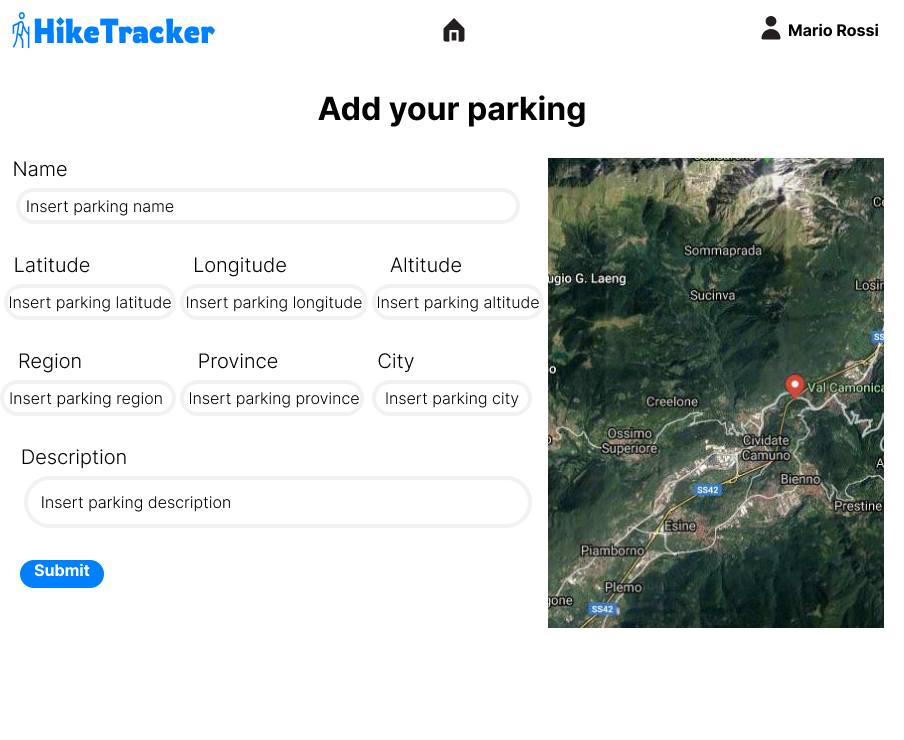 HikeTracker
Mario Rossi
Add your parking
Name
Insert parking name
Latitude Longitude Altitude
Insert parking latitude Insert parking longitude Insert parking altitude
Region Province City
Insert parking region Insert parking province Insert parking city
Description
Insert parking description
Submit
Sommaprada
ugio G. Laeng
Sucinva
Losin
SS
Val Camonica
Creelone
Ossimo
Superiore
Cividate
Camuno
Bienno
SS42
Prestine
Esine
Piamborno
Plemo
gone
SS42